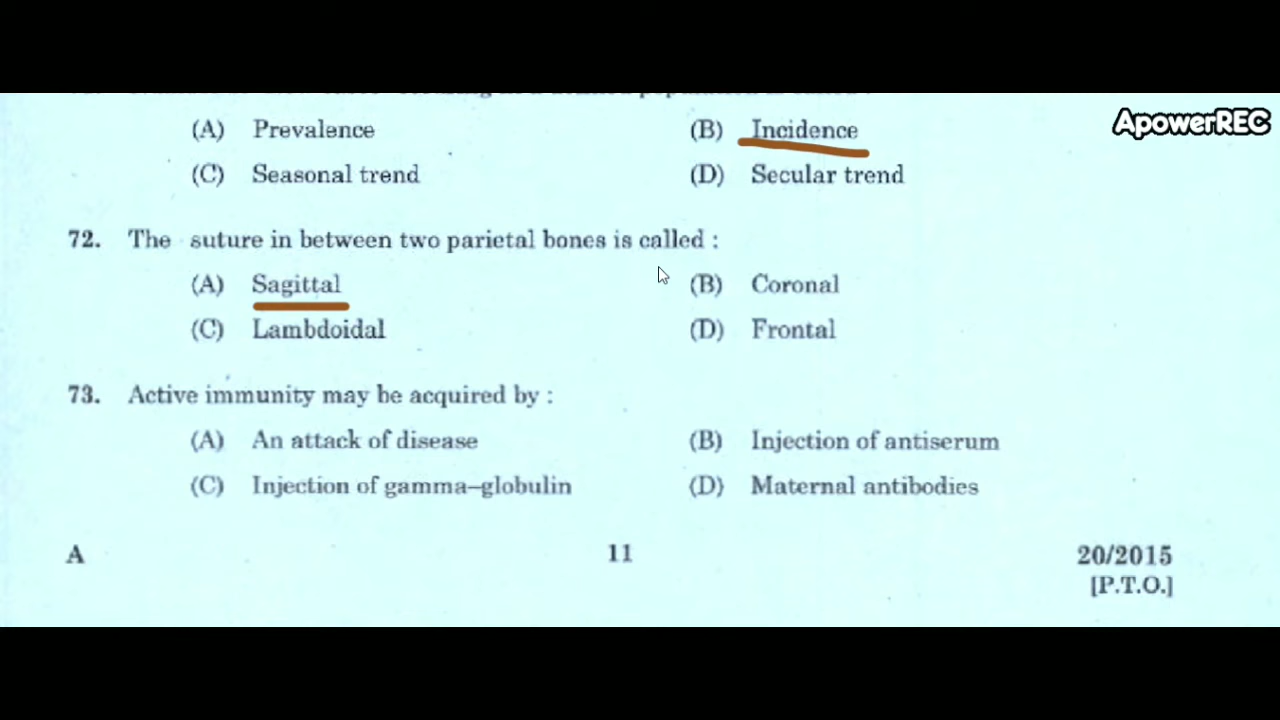 ApowerREC
(A) Prevalence (B) Incidence
(C) Seasonal trend (D) Secular trend
72. The suture in between two parietal bones is called :
(A) Sagittal (B) Coronal
(C) Lambdoidal (D) Frontal
73. Active immunity may be acquired by :
(A) An attack of disease (B) Injection of antiserum
(C) Injection of gamma–globulin (D) Maternal antibodies
A 11 20/2015
[P.T.O.]